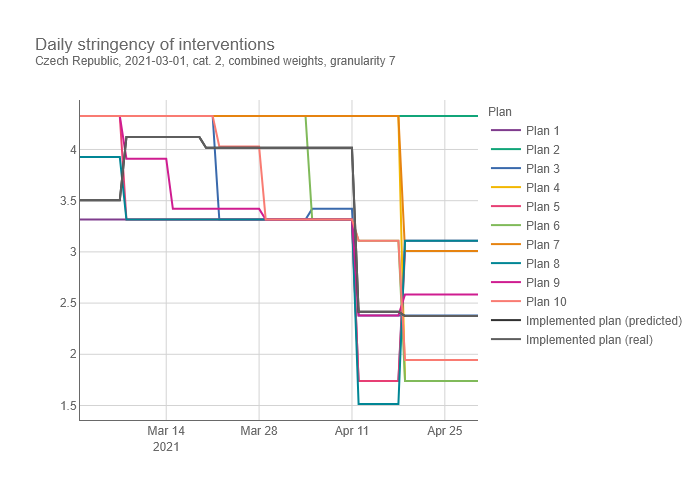 Daily stringency of interventions
Czech Republic, 2021-03-01, cat. 2, combined weights, granularity 7
Plan
Plan 1
Plan 2
Plan 3
Plan 4
Plan 5
Plan 6
Plan 7
Plan 8
Plan 9
Plan 10
Implemented plan (predicted)
Implemented plan (real)
4
3.5
3
2.5
2
1.5
Mar 14
2021
Mar 28
Apr 11
Apr 25